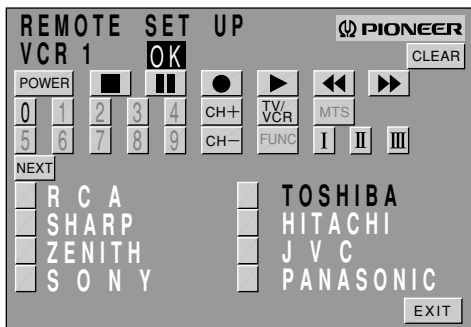 REMOTE SET UP PIONEER
VCR 1 OK CLEAR
POWER
0 1 2 3 4 CH+ TV/VCR MTS
5 6 7 8 9 CH− FUNC I II III
NEXT
RCA TOSHIBA
SHARP HITACHI
ZENITH JVC
SONY PANASONIC
EXIT